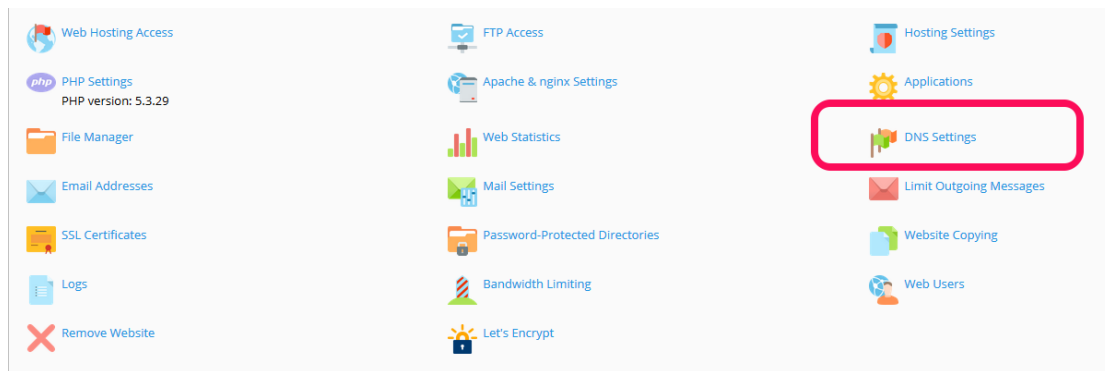 Web Hosting Access
FTP Access
Hosting Settings
php
PHP Settings
PHP version: 5.3.29
Apache & nginx Settings
Applications
File Manager
Web Statistics
DNS Settings
Email Addresses
Mail Settings
Limit Outgoing Messages
SSL Certificates
Password-Protected Directories
Website Copying
Logs
Bandwidth Limiting
Web Users
Remove Website
Let's Encrypt